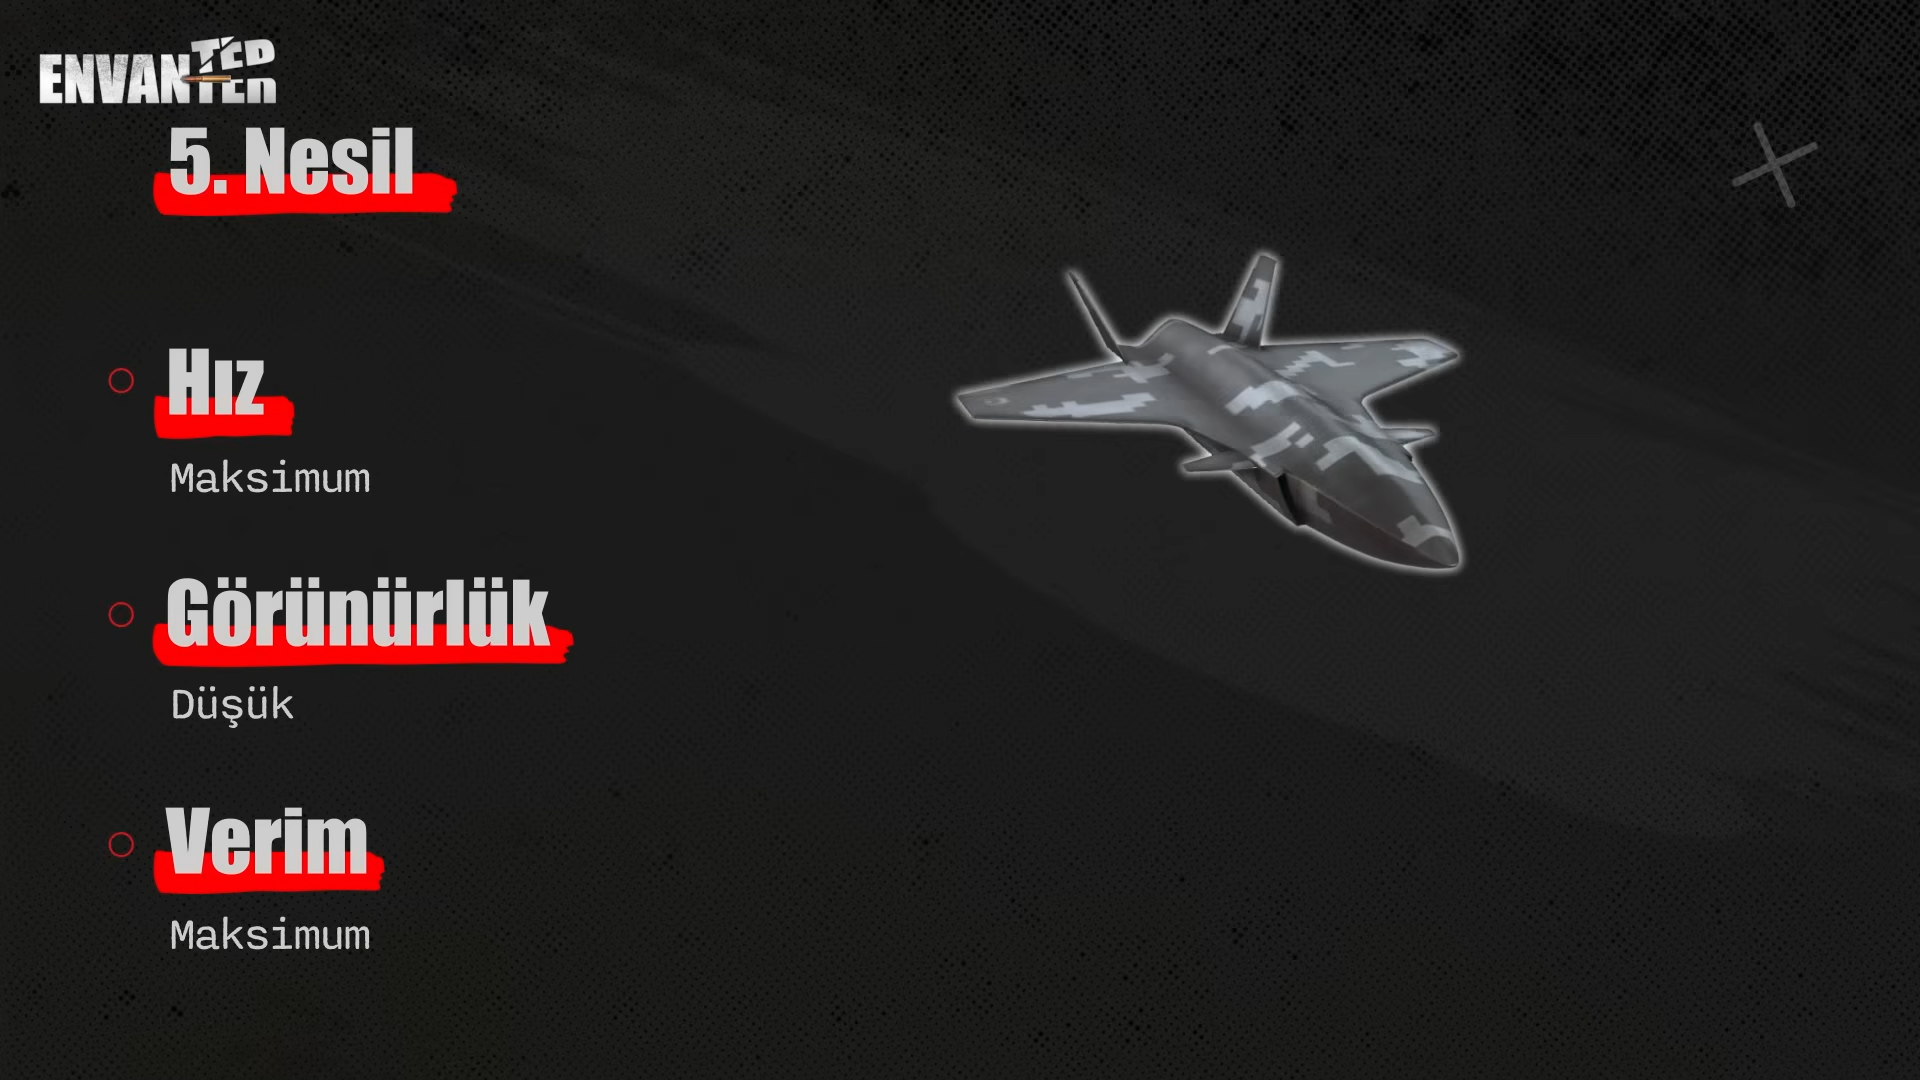 ENVANTER
5. Nesil
Hız
Maksimum
Görünürlük
Düşük
Verim
Maksimum